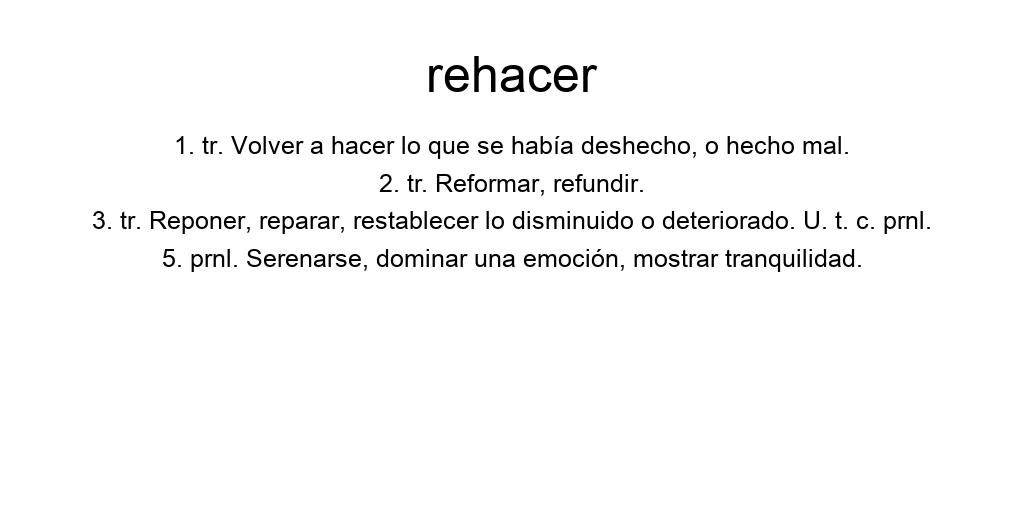 rehacer
1. tr. Volver a hacer lo que se había deshecho, o hecho mal.
2. tr. Reformar, refundir.
3. tr. Reponer, reparar, restablecer lo disminuido o deteriorado. U. t. c. prnl.
5. prnl. Serenarse, dominar una emoción, mostrar tranquilidad.